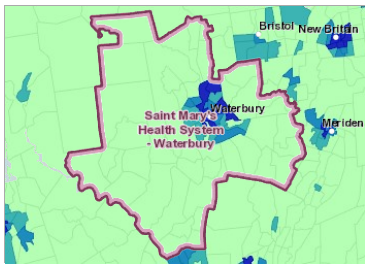 Bristol
New Britain
Waterbury
Saint Mary's
Health System
- Waterbury
Meriden